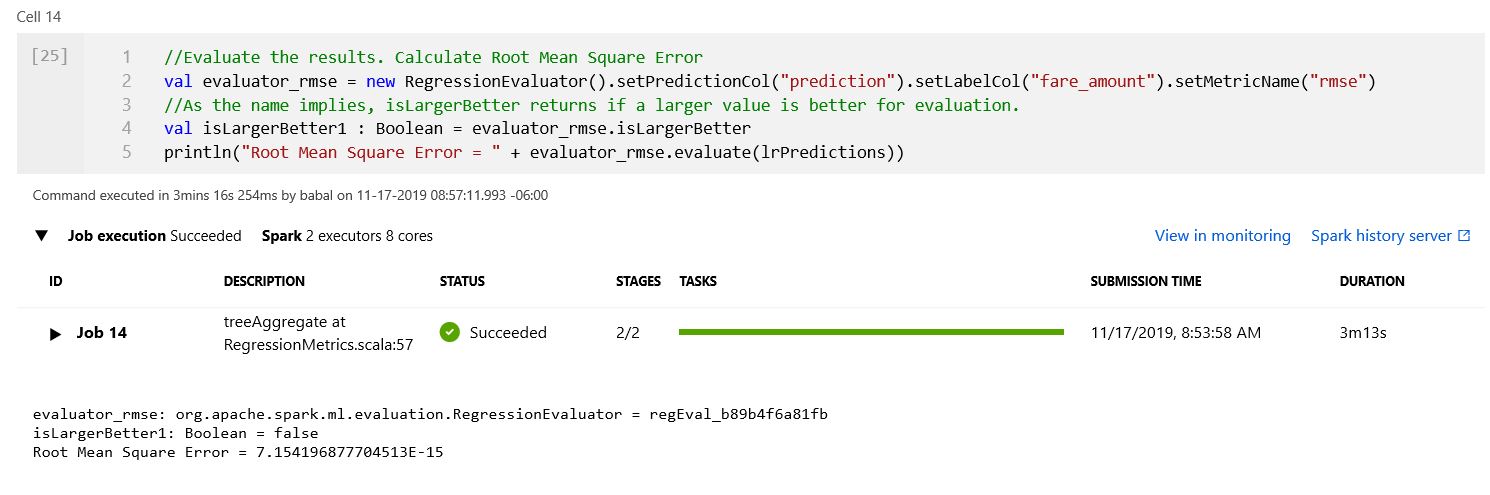 Cell 14
[25]
1 //Evaluate the results. Calculate Root Mean Square Error
2 val evaluator_rmse = new RegressionEvaluator().setPredictionCol("prediction").setLabelCol("fare_amount").setMetricName("rmse")
3 //As the name implies, isLargerBetter returns if a larger value is better for evaluation.
4 val isLargerBetter1 : Boolean = evaluator_rmse.isLargerBetter
5 println("Root Mean Square Error = " + evaluator_rmse.evaluate(lrPredictions))
Command executed in 3mins 16s 254ms by babal on 11-17-2019 08:57:11.993 -06:00
Job execution Succeeded Spark 2 executors 8 cores View in monitoring Spark history server
ID DESCRIPTION STATUS STAGES TASKS SUBMISSION TIME DURATION
Job 14 treeAggregate at Succeeded 2/2 11/17/2019, 8:53:58 AM 3m13s
RegressionMetrics.scala:57
evaluator_rmse: org.apache.spark.ml.evaluation.RegressionEvaluator = regEval_b89b4f6a81fb
isLargerBetter1: Boolean = false
Root Mean Square Error = 7.154196877704513E-15